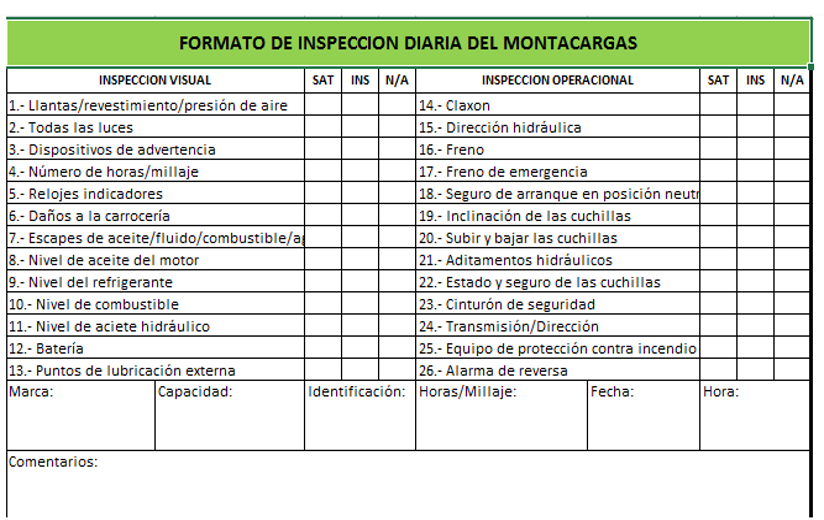 FORMATO DE INSPECCION DIARIA DEL MONTACARGAS
INSPECCION VISUAL SAT INS N/A INSPECCION OPERACIONAL SAT INS N/A
1.- Llantas/revestimiento/presión de aire 14.- Claxon
2.- Todas las luces 15.- Dirección hidráulica
3.- Dispositivos de advertencia 16.- Freno
4.- Número de horas/millaje 17.- Freno de emergencia
5.- Relojes indicadores 18.- Seguro de arranque en posición neutr
6.- Daños a la carrocería 19.- Inclinación de las cuchillas
7.- Escapes de aceite/fluido/combustible/ag 20.- Subir y bajar las cuchillas
8.- Nivel de aceite del motor 21.- Aditamentos hidráulicos
9.- Nivel del refrigerante 22.- Estado y seguro de las cuchillas
10.- Nivel de combustible 23.- Cinturón de seguridad
11.- Nivel de aciete hidráulico 24.- Transmisión/Dirección
12.- Batería 25.- Equipo de protección contra incendio
13.- Puntos de lubricación externa 26.- Alarma de reversa
Marca: Capacidad: Identificación: Horas/Millaje: Fecha: Hora:
Comentarios: